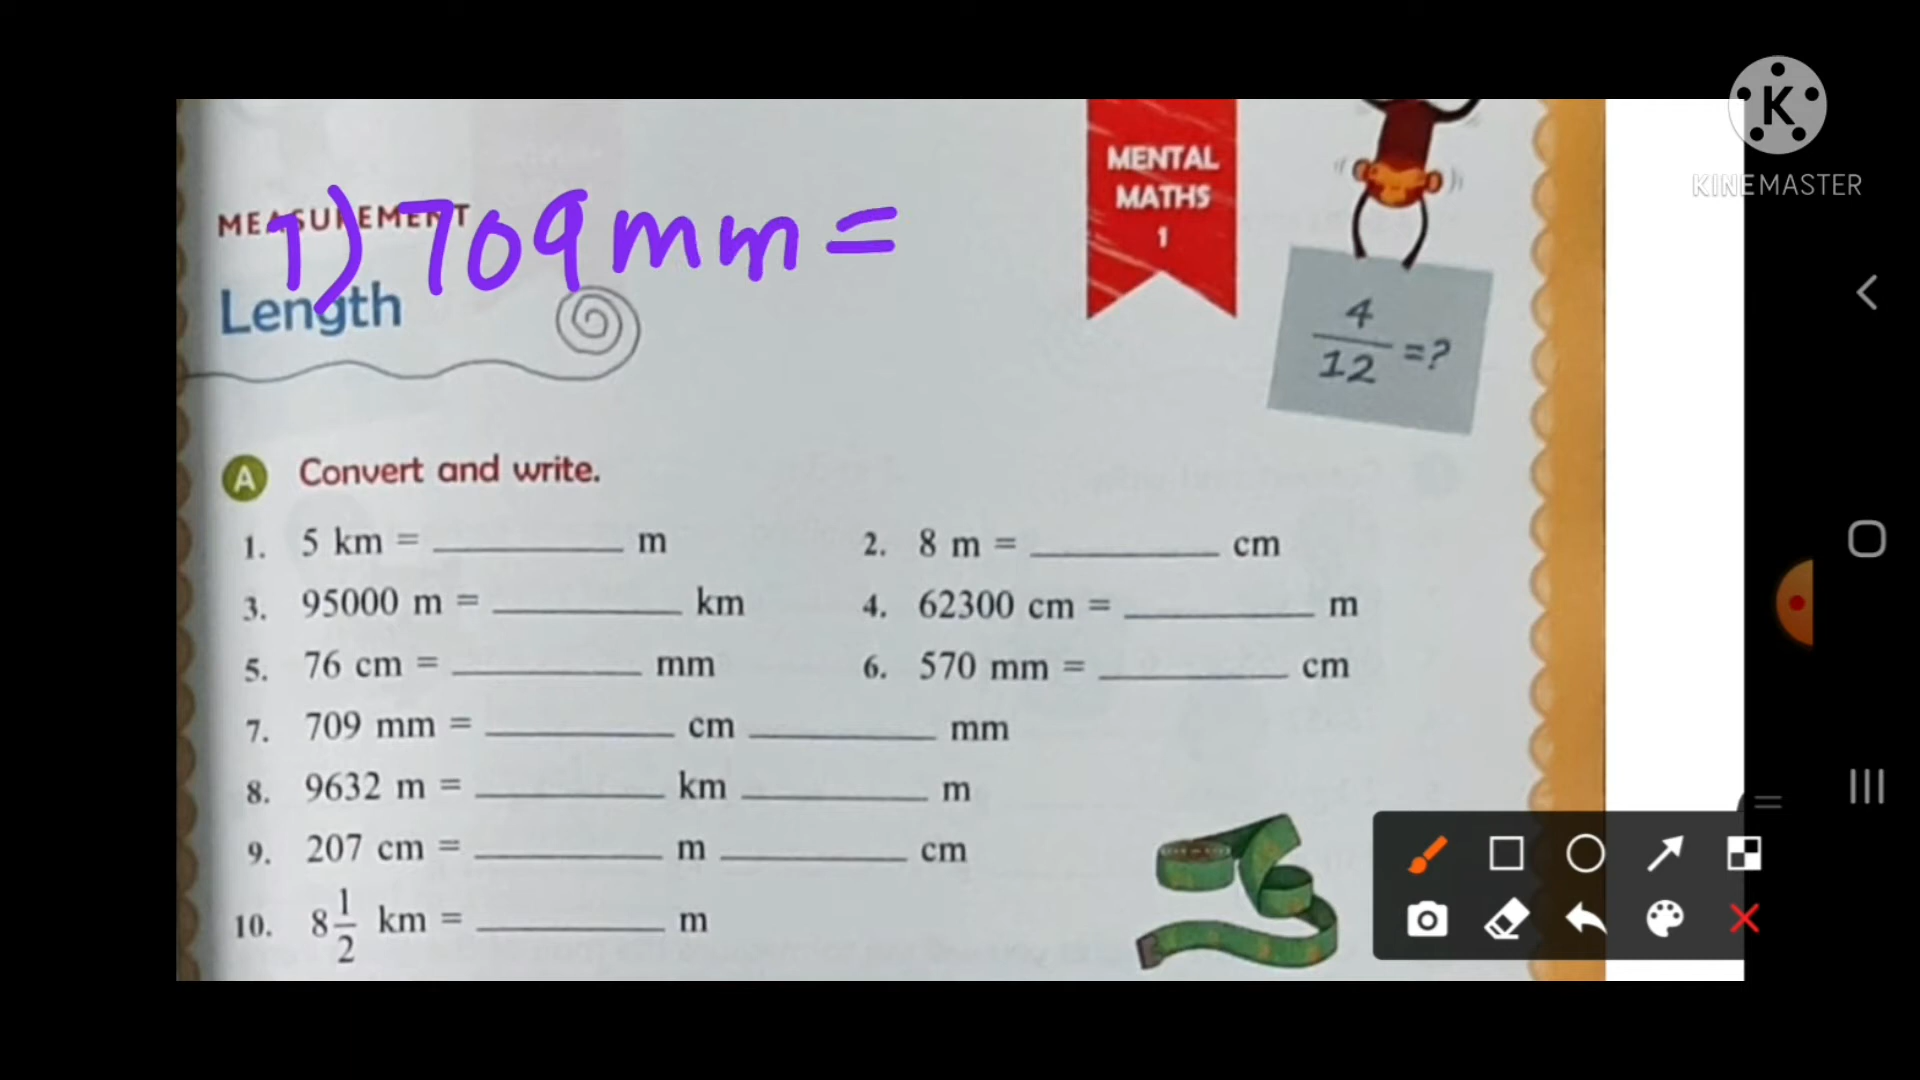 KINEMASTER
MENTAL
MATHS
1
MEASUREMENT
7) 709 mm =
Length
4/12 = ?
A Convert and write.
1. 5 km = __________ m
2. 8 m = __________ cm
3. 95000 m = __________ km
4. 62300 cm = __________ m
5. 76 cm = __________ mm
6. 570 mm = __________ cm
7. 709 mm = __________ cm __________ mm
8. 9632 m = __________ km __________ m
9. 207 cm = __________ m __________ cm
10. 8 1/2 km = __________ m